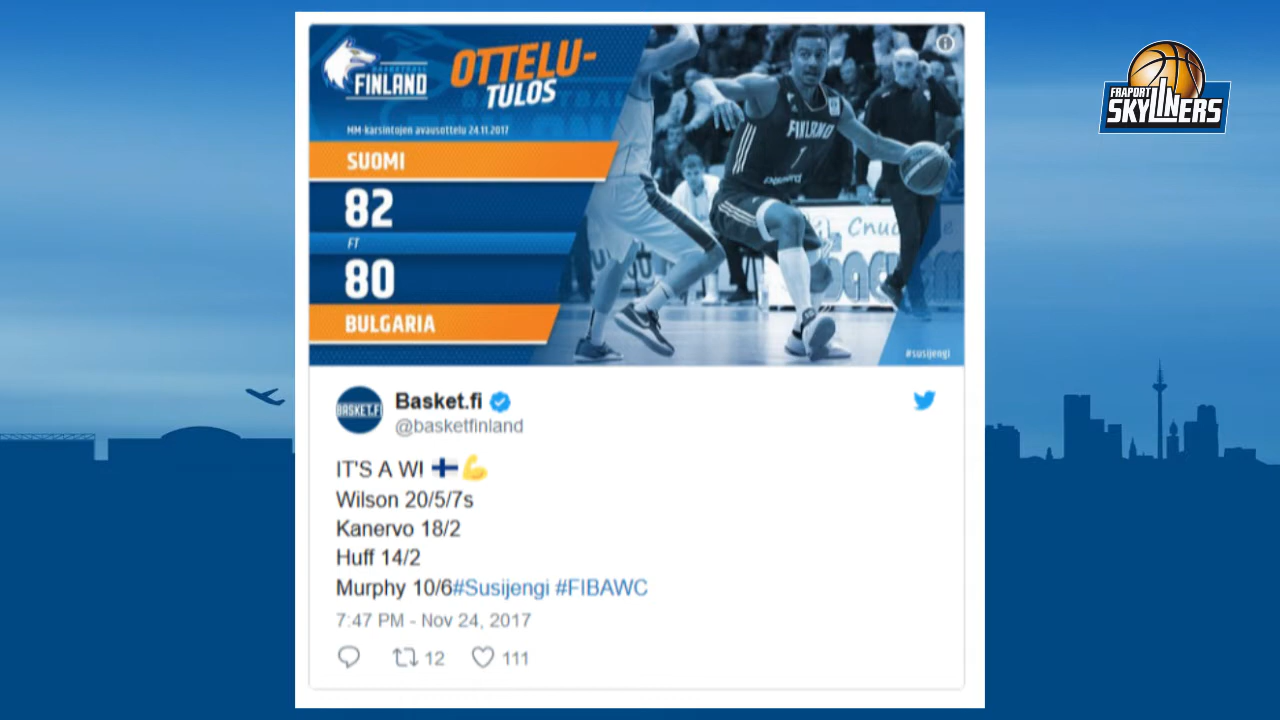 FINLAND
OTTELU-
TULOS
MM-karsintojen avausottelu 24.11.2017
SUOMI
82
FT
80
BULGARIA
FINLAND
1
#susijengi
FRAPORT
SKYLINERS
BASKET.FI
Basket.fi
@basketfinland
IT'S A WI 🇫🇮💪
Wilson 20/5/7s
Kanervo 18/2
Huff 14/2
Murphy 10/6#Susijengi #FIBAWC
7:47 PM - Nov 24, 2017
12 111